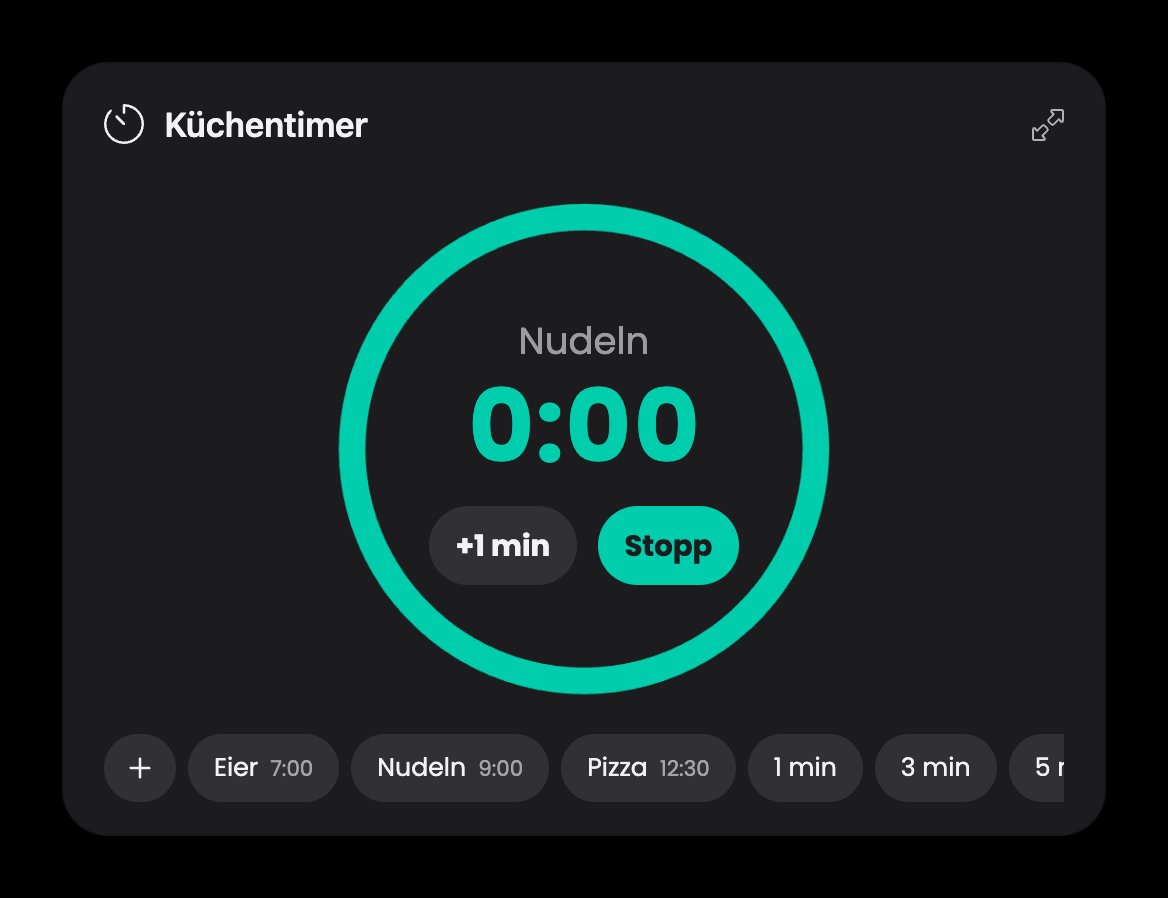 Küchentimer
Nudeln
0:00
+1 min
Stopp
+
Eier 7:00
Nudeln 9:00
Pizza 12:30
1 min
3 min
5